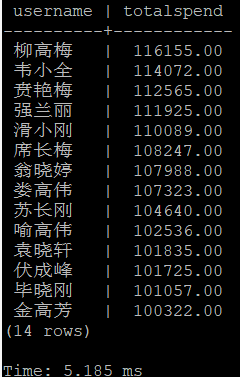 username | totalspend
----------+------------
柳高梅 | 116155.00
韦小全 | 114072.00
贲艳梅 | 112565.00
强兰丽 | 111925.00
滑小刚 | 110089.00
席长梅 | 108247.00
翁晓婷 | 107988.00
娄高伟 | 107323.00
苏长刚 | 104640.00
喻高伟 | 102536.00
袁晓轩 | 101835.00
伏成峰 | 101725.00
毕晓刚 | 101057.00
金高芳 | 100322.00
(14 rows)
Time: 5.185 ms